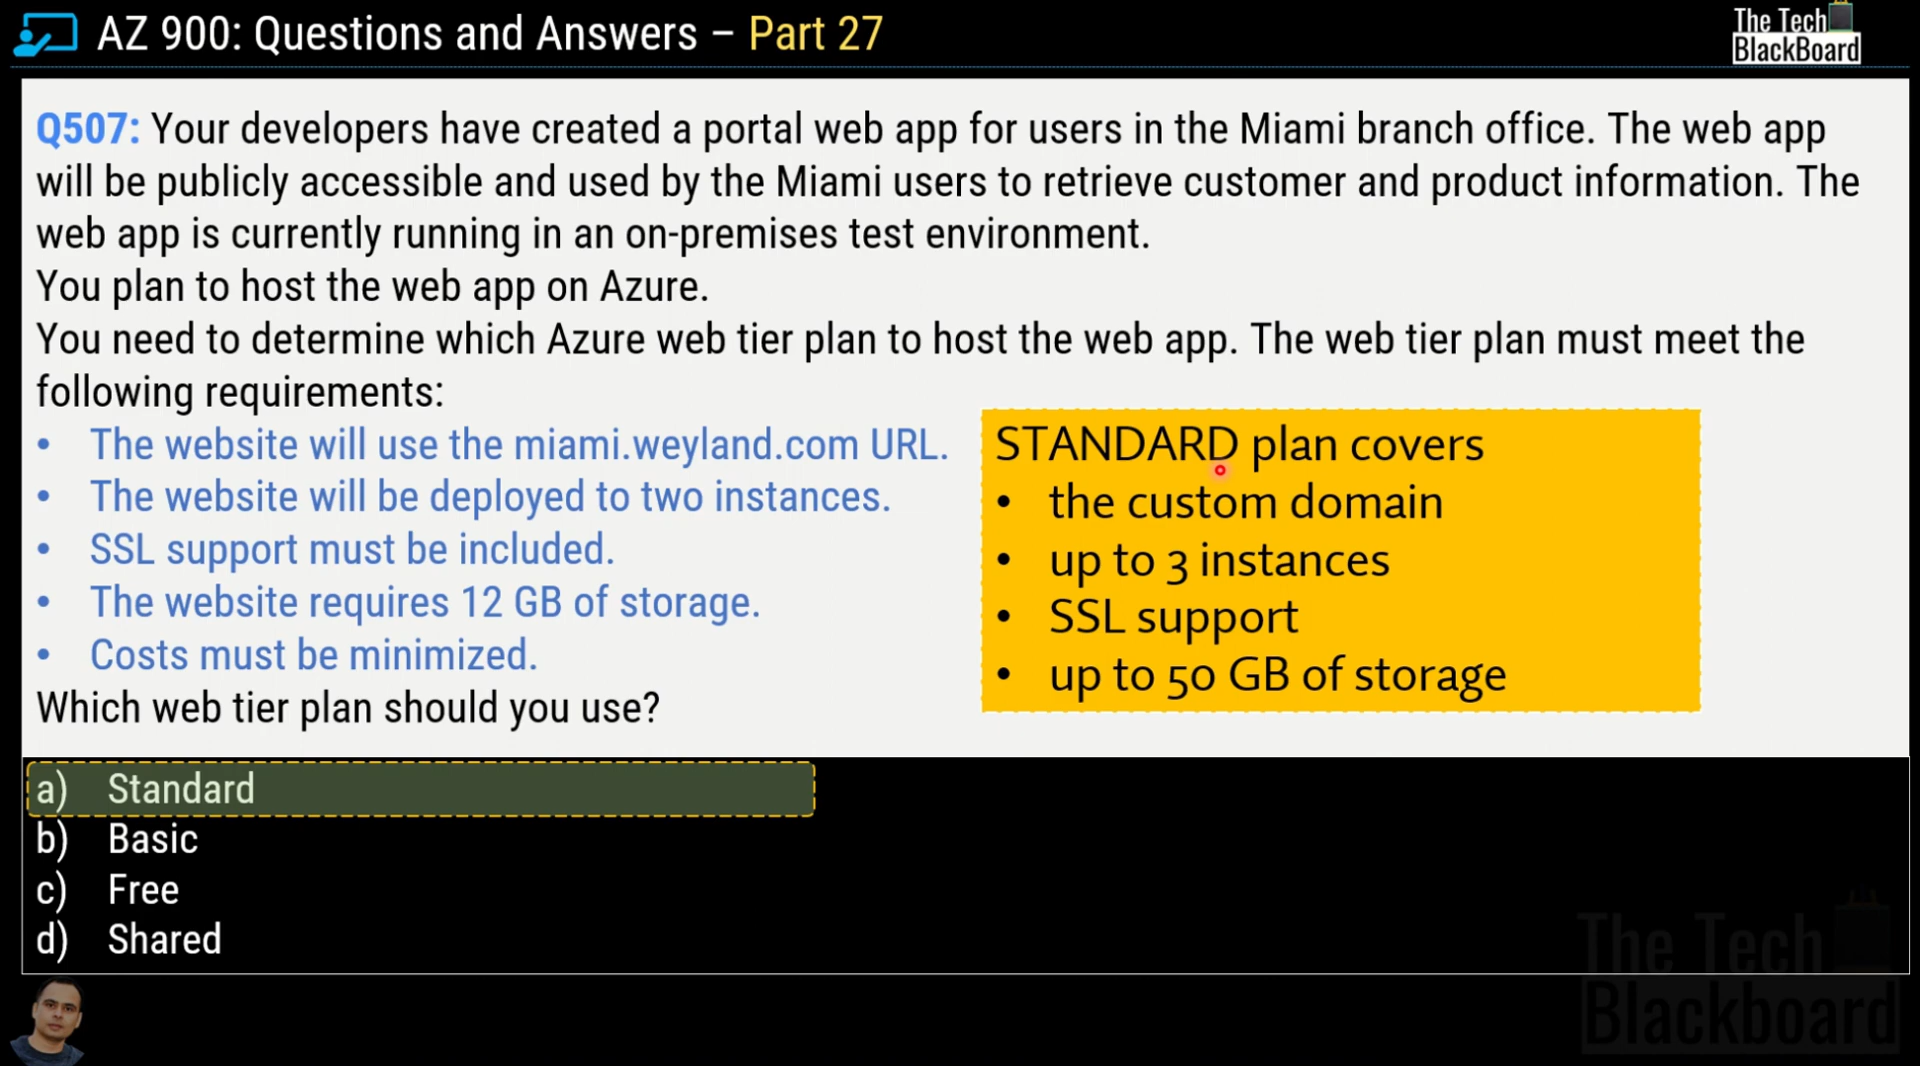 AZ 900: Questions and Answers – Part 27
The Tech
BlackBoard
Q507: Your developers have created a portal web app for users in the Miami branch office. The web app
will be publicly accessible and used by the Miami users to retrieve customer and product information. The
web app is currently running in an on-premises test environment.
You plan to host the web app on Azure.
You need to determine which Azure web tier plan to host the web app. The web tier plan must meet the
following requirements:
• The website will use the miami.weyland.com URL.
• The website will be deployed to two instances.
• SSL support must be included.
• The website requires 12 GB of storage.
• Costs must be minimized.
Which web tier plan should you use?
STANDARD plan covers
• the custom domain
• up to 3 instances
• SSL support
• up to 50 GB of storage
a) Standard
b) Basic
c) Free
d) Shared
The Tech
Blackboard